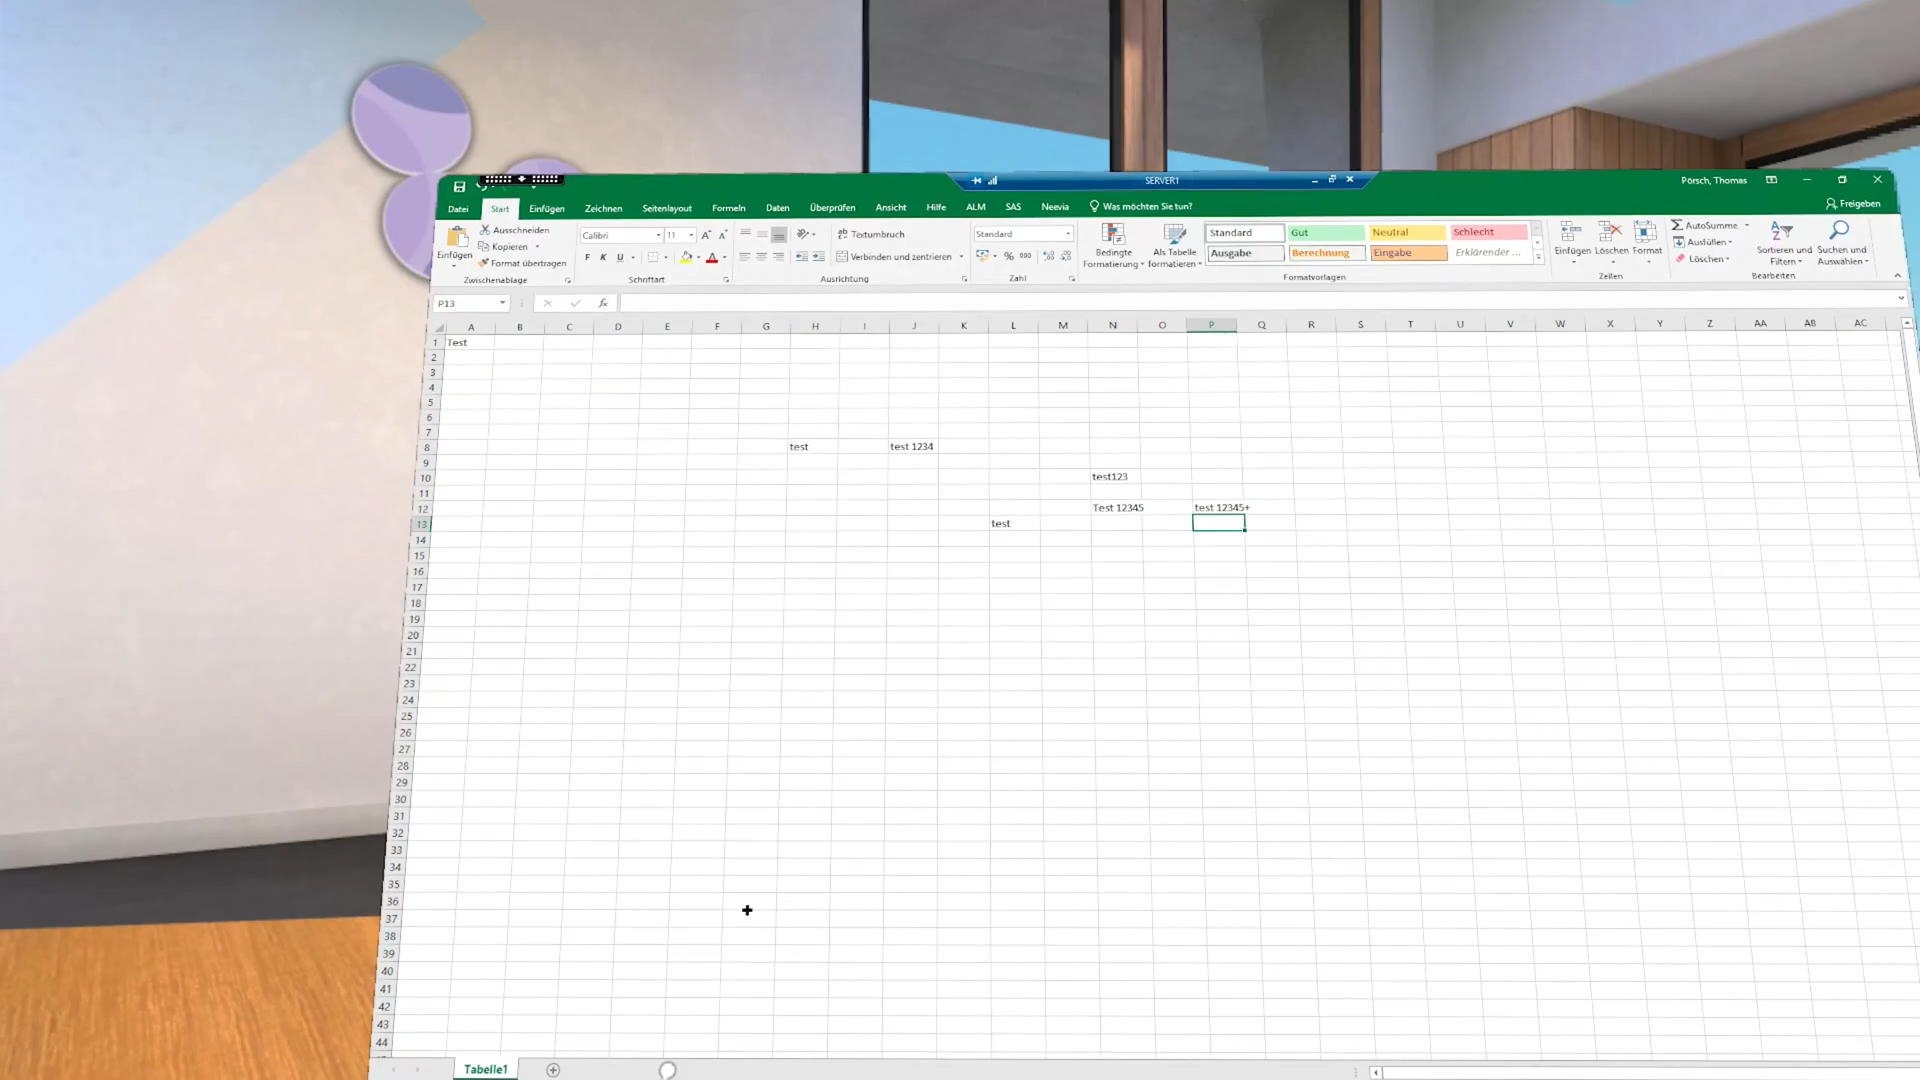 SERVER1
Porsch, Thomas
Datei Start Einfügen Zeichnen Seitenlayout Formeln Daten Überprüfen Ansicht Hilfe ALM SAS Neevia Was möchten Sie tun? Freigeben
Einfügen
Ausschneiden
Kopieren
Format übertragen
Zwischenablage
Calibri 11
F K U
Schriftart
Textumbruch
Verbinden und zentrieren
Ausrichtung
Standard
%
Zahl
Bedingte Formatierung
Als Tabelle formatieren
Standard Gut Neutral Schlecht
Ausgabe Berechnung Eingabe Erklärender ...
Formatvorlagen
Einfügen Löschen Format
Zellen
AutoSumme
Ausfüllen
Löschen
Sortieren und Filtern
Suchen und Auswählen
Bearbeiten
P13 fx
A B C D E F G H I J K L M N O P Q R S T U V W X Y Z AA AB AC
1 Test
2
3
4
5
6
7
8 test test 1234
9
10 test123
11
12 Test 12345 test 12345+
13 test
14
15
16
17
18
19
20
21
22
23
24
25
26
27
28
29
30
31
32
33
34
35
36
37
38
39
40
41
42
43
44
Tabelle1